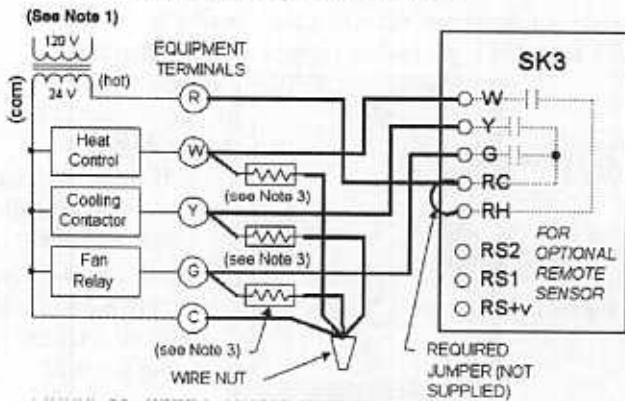 (See Note 1)
120 V
24 V
(hot)
(com)
EQUIPMENT
TERMINALS
R
W
Y
G
C
Heat
Control
Cooling
Contactor
Fan
Relay
(see Note 3)
(see Note 3)
(see Note 3)
WIRE NUT
SK3
W
Y
G
RC
RH
RS2
RS1
RS+v
FOR
OPTIONAL
REMOTE
SENSOR
REQUIRED
JUMPER (NOT
SUPPLIED)